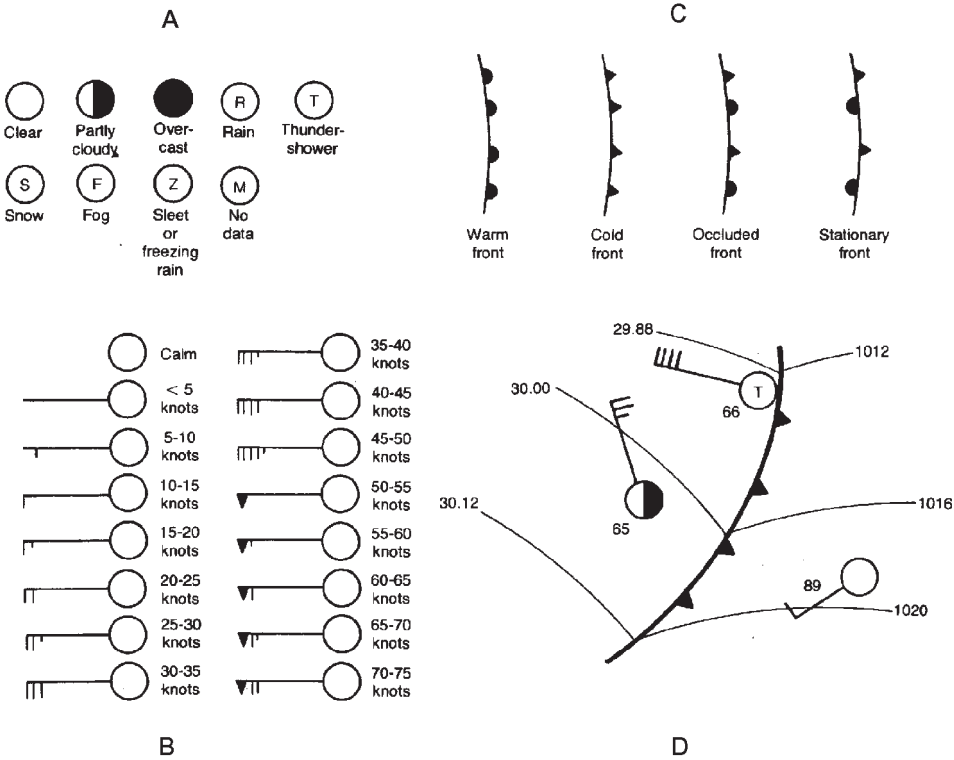 A
C
Clear
Partly
cloudy
Over-
cast
R
Rain
T
Thunder-
shower
S
Snow
F
Fog
Z
Sleet
or
freezing
rain
M
No
data
Warm
front
Cold
front
Occluded
front
Stationary
front
Calm
< 5
knots
5-10
knots
10-15
knots
15-20
knots
20-25
knots
25-30
knots
30-35
knots
35-40
knots
40-45
knots
45-50
knots
50-55
knots
55-60
knots
60-65
knots
65-70
knots
70-75
knots
29.88
1012
30.00
T
66
30.12
65
1016
89
1020
B
D